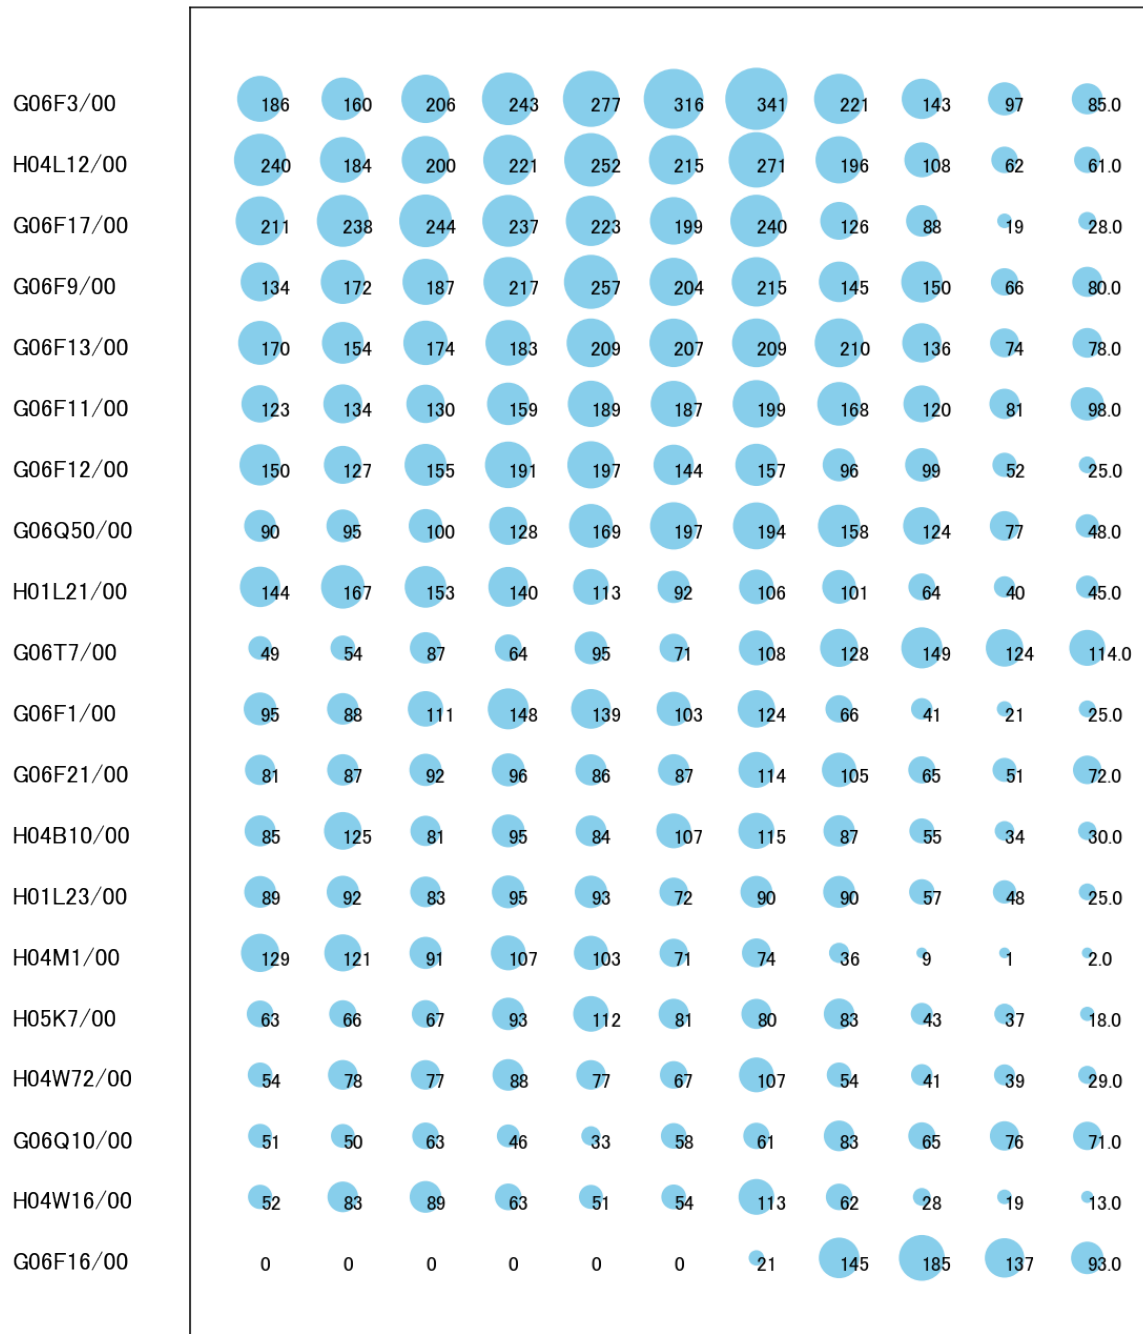 G06F3/00 186 160 206 243 277 316 341 221 143 97 85.0
H04L12/00 240 184 200 221 252 215 271 196 108 62 61.0
G06F17/00 211 238 244 237 223 199 240 126 88 19 28.0
G06F9/00 134 172 187 217 257 204 215 145 150 66 80.0
G06F13/00 170 154 174 183 209 207 209 210 136 74 78.0
G06F11/00 123 134 130 159 189 187 199 168 120 81 98.0
G06F12/00 150 127 155 191 197 144 157 96 99 52 25.0
G06Q50/00 90 95 100 128 169 197 194 158 124 77 48.0
H01L21/00 144 167 153 140 113 92 106 101 64 40 45.0
G06T7/00 49 54 87 64 95 71 108 128 149 124 114.0
G06F1/00 95 88 111 148 139 103 124 66 41 21 25.0
G06F21/00 81 87 92 96 86 87 114 105 65 51 72.0
H04B10/00 85 125 81 95 84 107 115 87 55 34 30.0
H01L23/00 89 92 83 95 93 72 90 90 57 48 25.0
H04M1/00 129 121 91 107 103 71 74 36 9 1 2.0
H05K7/00 63 66 67 93 112 81 80 83 43 37 18.0
H04W72/00 54 78 77 88 77 67 107 54 41 39 29.0
G06Q10/00 51 50 63 46 33 58 61 83 65 76 71.0
H04W16/00 52 83 89 63 51 54 113 62 28 19 13.0
G06F16/00 0 0 0 0 0 0 21 145 185 137 93.0